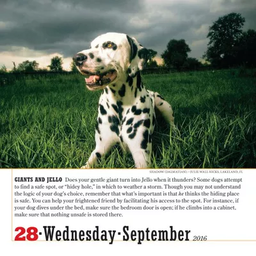 GIANTS AND JELLO Does your gentle giant turn into Jello when it thunders? Some dogs attempt
to find a safe spot, or "hidey hole," in which to weather a storm. Though you may not understand
the logic of your dog's choice, remember that what's important is that he thinks the hiding place
is safe. You can help your frightened friend by facilitating his access to the spot. For instance, if
your dog dives under the bed, make sure the bedroom door is open; if he climbs into a cabinet,
make sure that nothing unsafe is stored there.
28·Wednesday·September 2016